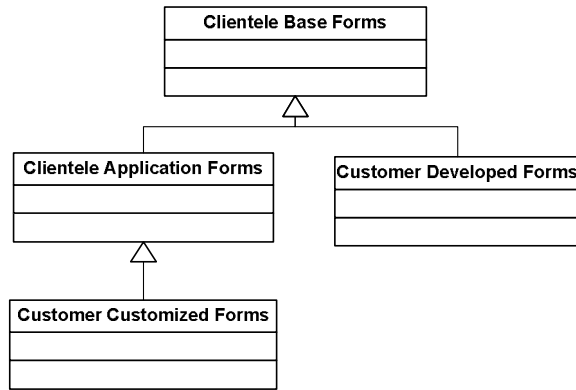 Clientele Base Forms
Clientele Application Forms
Customer Developed Forms
Customer Customized Forms